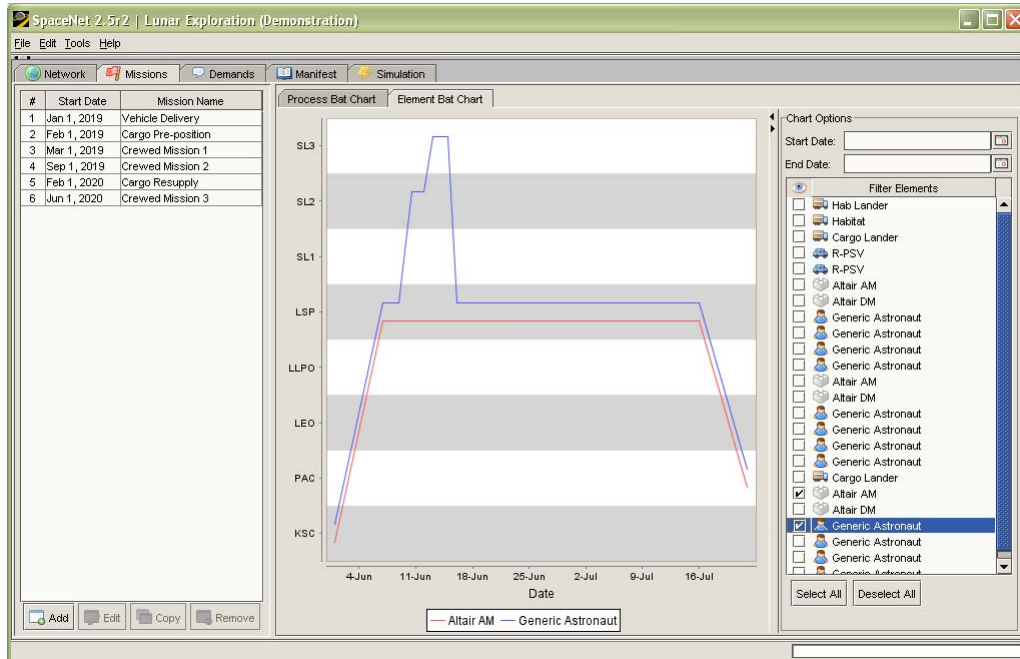 SpaceNet 2.5r2 | Lunar Exploration (Demonstration)
File Edit Tools Help
Network Missions Demands Manifest Simulation
# Start Date Mission Name
1 Jan 1, 2019 Vehicle Delivery
2 Feb 1, 2019 Cargo Pre-position
3 Mar 1, 2019 Crewed Mission 1
4 Sep 1, 2019 Crewed Mission 2
5 Feb 1, 2020 Cargo Resupply
6 Jun 1, 2020 Crewed Mission 3
Add Edit Copy Remove
Process Bat Chart Element Bat Chart
SL3
SL2
SL1
LSP
LLPO
LEO
PAC
KSC
4-Jun 11-Jun 18-Jun 25-Jun 2-Jul 9-Jul 16-Jul
Date
Altair AM Generic Astronaut
Chart Options
Start Date:
End Date:
Filter Elements
Hab Lander
Habitat
Cargo Lander
R-PSV
R-PSV
Altair AM
Altair DM
Generic Astronaut
Generic Astronaut
Generic Astronaut
Generic Astronaut
Altair AM
Altair DM
Generic Astronaut
Generic Astronaut
Generic Astronaut
Generic Astronaut
Cargo Lander
Altair AM
Altair DM
Generic Astronaut
Generic Astronaut
Generic Astronaut
Generic Astronaut
Select All Deselect All